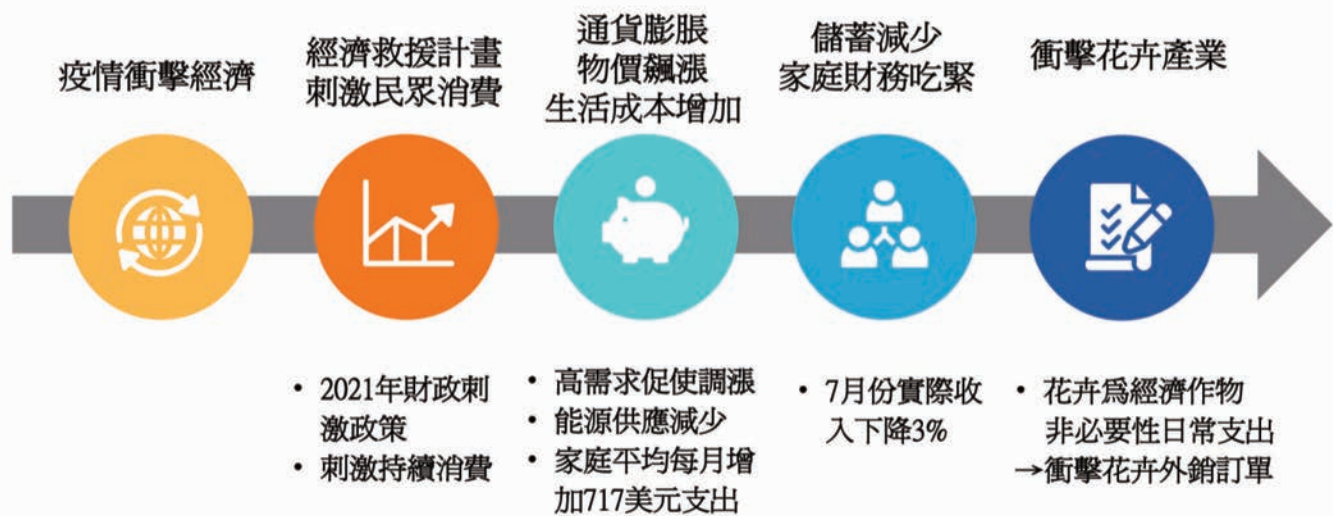 疫情衝擊經濟
經濟救援計畫
刺激民眾消費
通貨膨脹
物價飆漲
生活成本增加
儲蓄減少
家庭財務吃緊
衝擊花卉產業
• 2021年財政刺
激政策
• 刺激持續消費
• 高需求促使調漲
• 能源供應減少
• 家庭平均每月增
加717美元支出
• 7月份實際收
入下降3%
• 花卉爲經濟作物
非必要性日常支出
→衝擊花卉外銷訂單